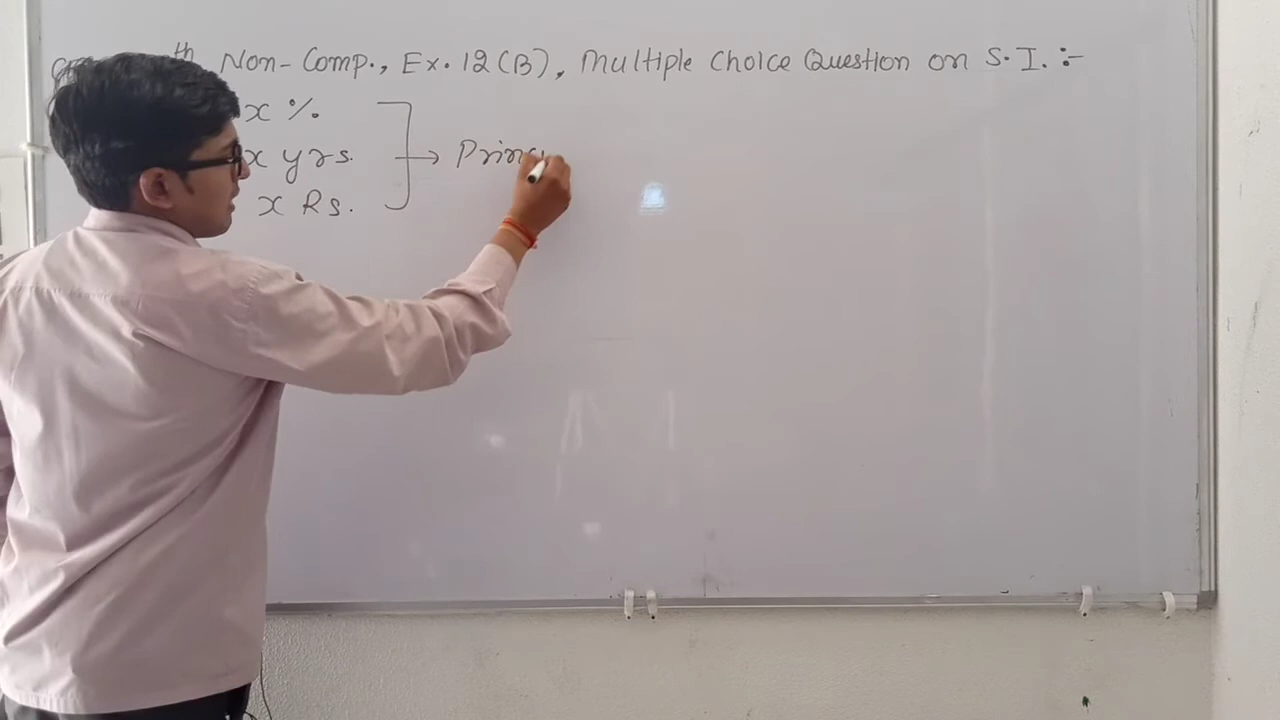 th Non-Comp., Ex. 12(B), Multiple Choice Question on S.I. :-
x %
x yrs. → Princ
x Rs.